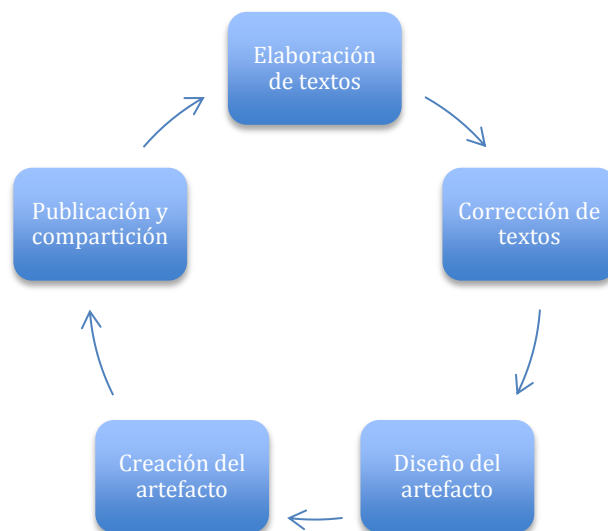 Elaboración
de textos
Corrección de
textos
Diseño del
artefacto
Creación del
artefacto
Publicación y
compartición